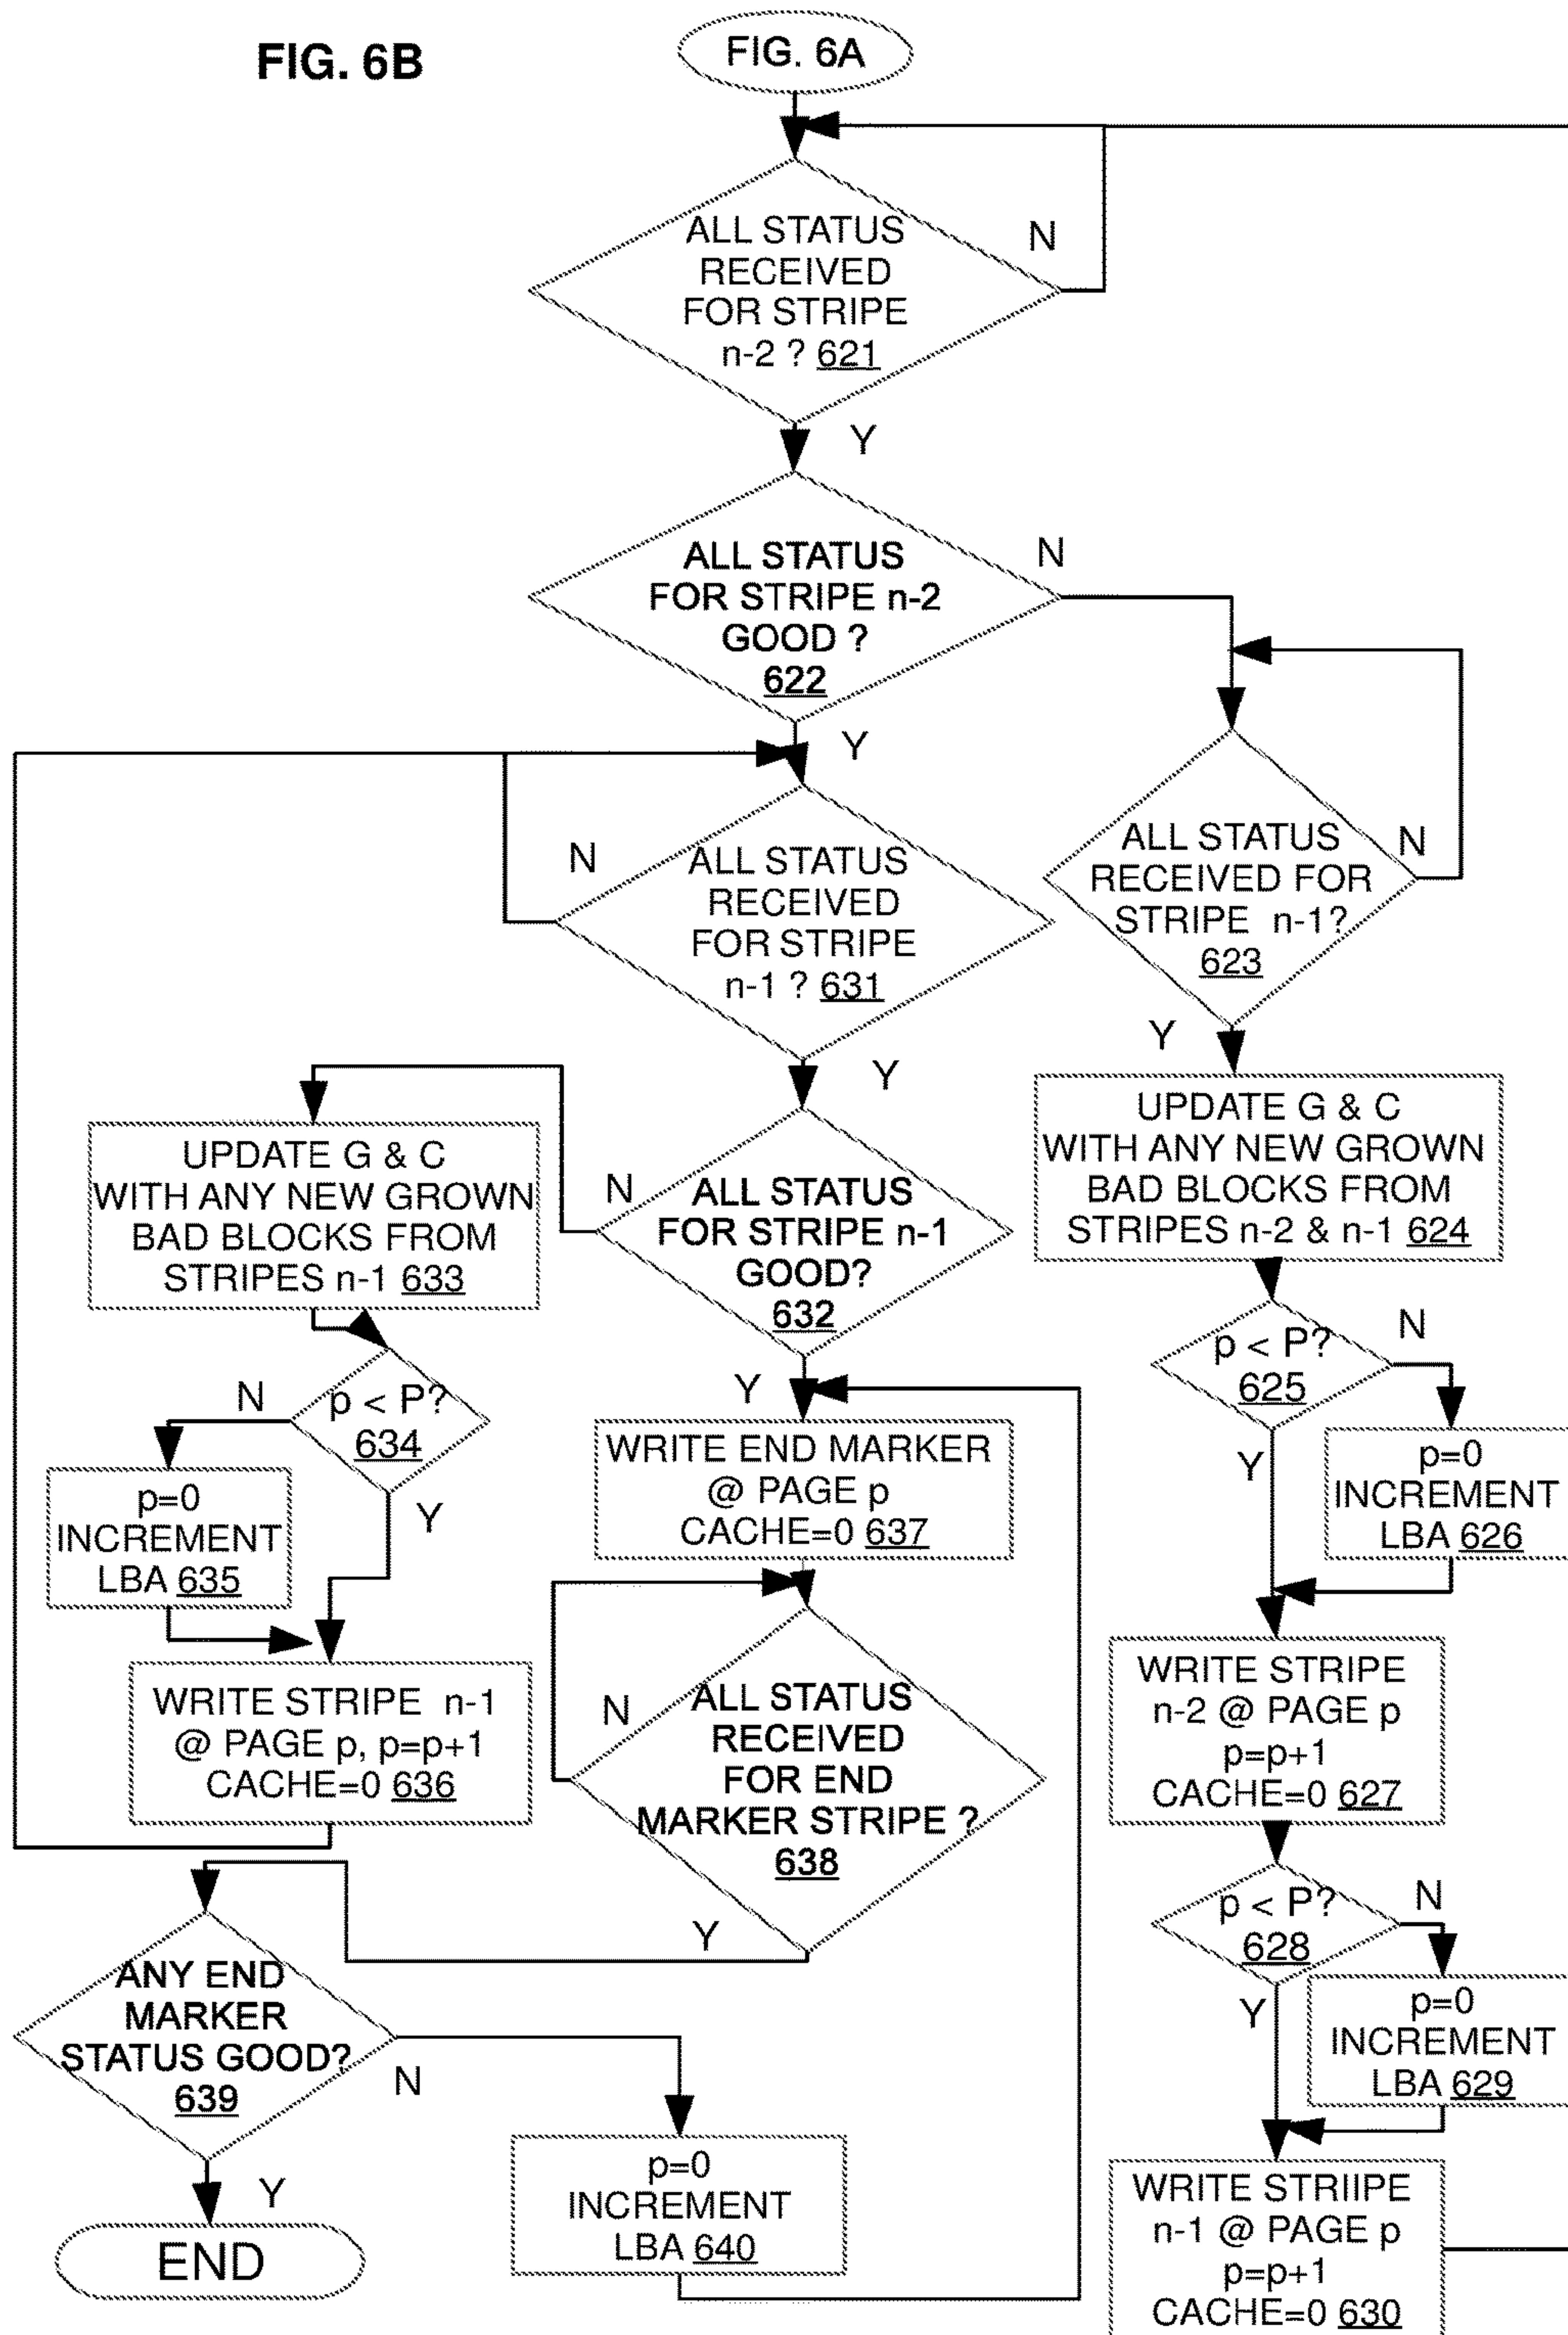 FIG. 6B
FIG. 6A
ALL STATUS
RECEIVED
FOR STRIPE
n-2 ? 621
N
Y
ALL STATUS
FOR STRIPE n-2
GOOD ?
622
N
Y
ALL STATUS
RECEIVED
FOR STRIPE
n-1 ? 631
N
Y
ALL STATUS
RECEIVED FOR
STRIPE n-1?
623
N
Y
UPDATE G & C
WITH ANY NEW GROWN
BAD BLOCKS FROM
STRIPES n-2 & n-1 624
UPDATE G & C
WITH ANY NEW GROWN
BAD BLOCKS FROM
STRIPES n-1 633
ALL STATUS
FOR STRIPE n-1
GOOD?
632
N
Y
p < P?
625
N
Y
p=0
INCREMENT
LBA 626
p < P?
634
N
Y
p=0
INCREMENT
LBA 635
WRITE END MARKER
@ PAGE p
CACHE=0 637
WRITE STRIPE n-1
@ PAGE p, p=p+1
CACHE=0 636
ALL STATUS
RECEIVED
FOR END
MARKER STRIPE ?
638
N
Y
WRITE STRIPE
n-2 @ PAGE p
p=p+1
CACHE=0 627
p < P?
628
N
Y
p=0
INCREMENT
LBA 629
ANY END
MARKER
STATUS GOOD?
639
N
Y
END
p=0
INCREMENT
LBA 640
WRITE STRIIPE
n-1 @ PAGE p
p=p+1
CACHE=0 630